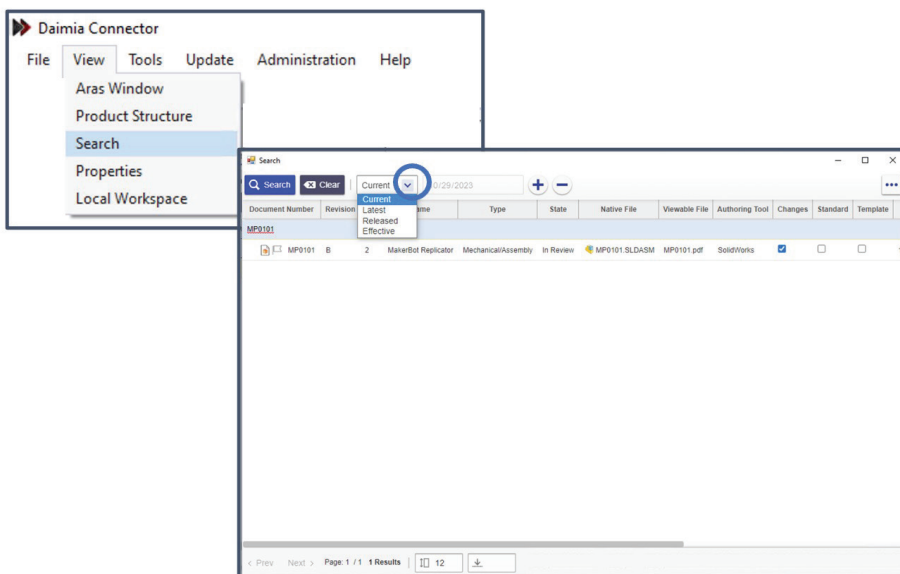 Daimia Connector
File View Tools Update Administration Help
Aras Window
Product Structure
Search
Properties
Local Workspace
Search
Search Clear Current 0/29/2023
Current
Latest
Released
Effective
Document Number Revision ame Type State Native File Viewable File Authoring Tool Changes Standard Template
MP0101
MP0101 B 2 MakerBot Replicator Mechanical/Assembly In Review MP0101.SLDASM MP0101.pdf SolidWorks
< Prev Next > Page: 1 / 1 1 Results 12